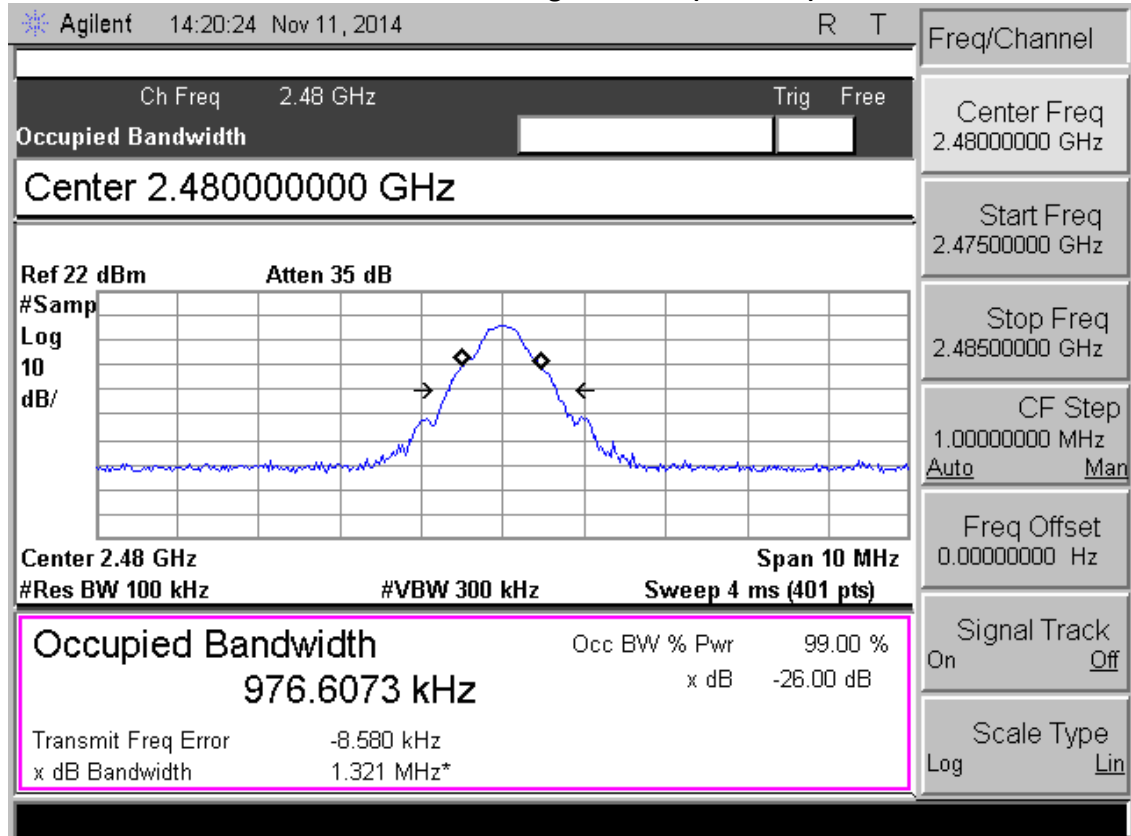 Agilent 14:20:24 Nov 11, 2014 R T
Ch Freq 2.48 GHz Trig Free
Occupied Bandwidth
Center 2.480000000 GHz
Ref 22 dBm Atten 35 dB
#Samp
Log
10
dB/
Center 2.48 GHz Span 10 MHz
#Res BW 100 kHz #VBW 300 kHz Sweep 4 ms (401 pts)
Occupied Bandwidth Occ BW % Pwr 99.00 %
976.6073 kHz x dB -26.00 dB
Transmit Freq Error -8.580 kHz
x dB Bandwidth 1.321 MHz*
Freq/Channel
Center Freq
2.48000000 GHz
Start Freq
2.47500000 GHz
Stop Freq
2.48500000 GHz
CF Step
1.00000000 MHz
Auto Man
Freq Offset
0.00000000 Hz
Signal Track
On Off
Scale Type
Log Lin